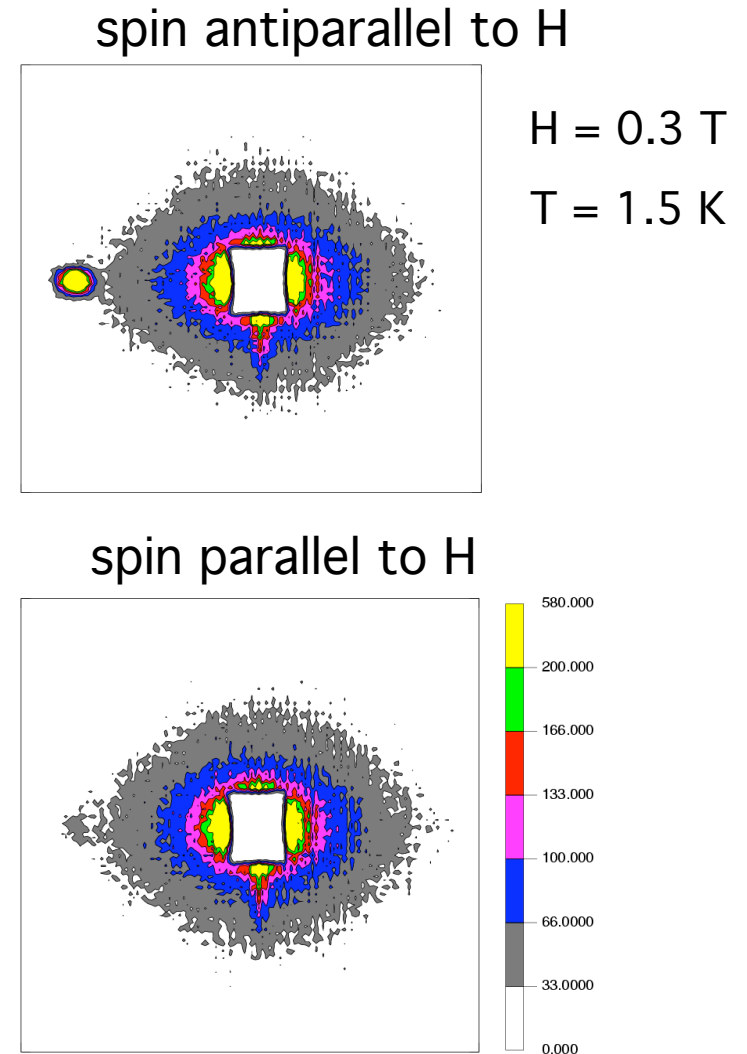 spin antiparallel to H
H = 0.3 T
T = 1.5 K
spin parallel to H
580.000
200.000
166.000
133.000
100.000
66.0000
33.0000
0.000